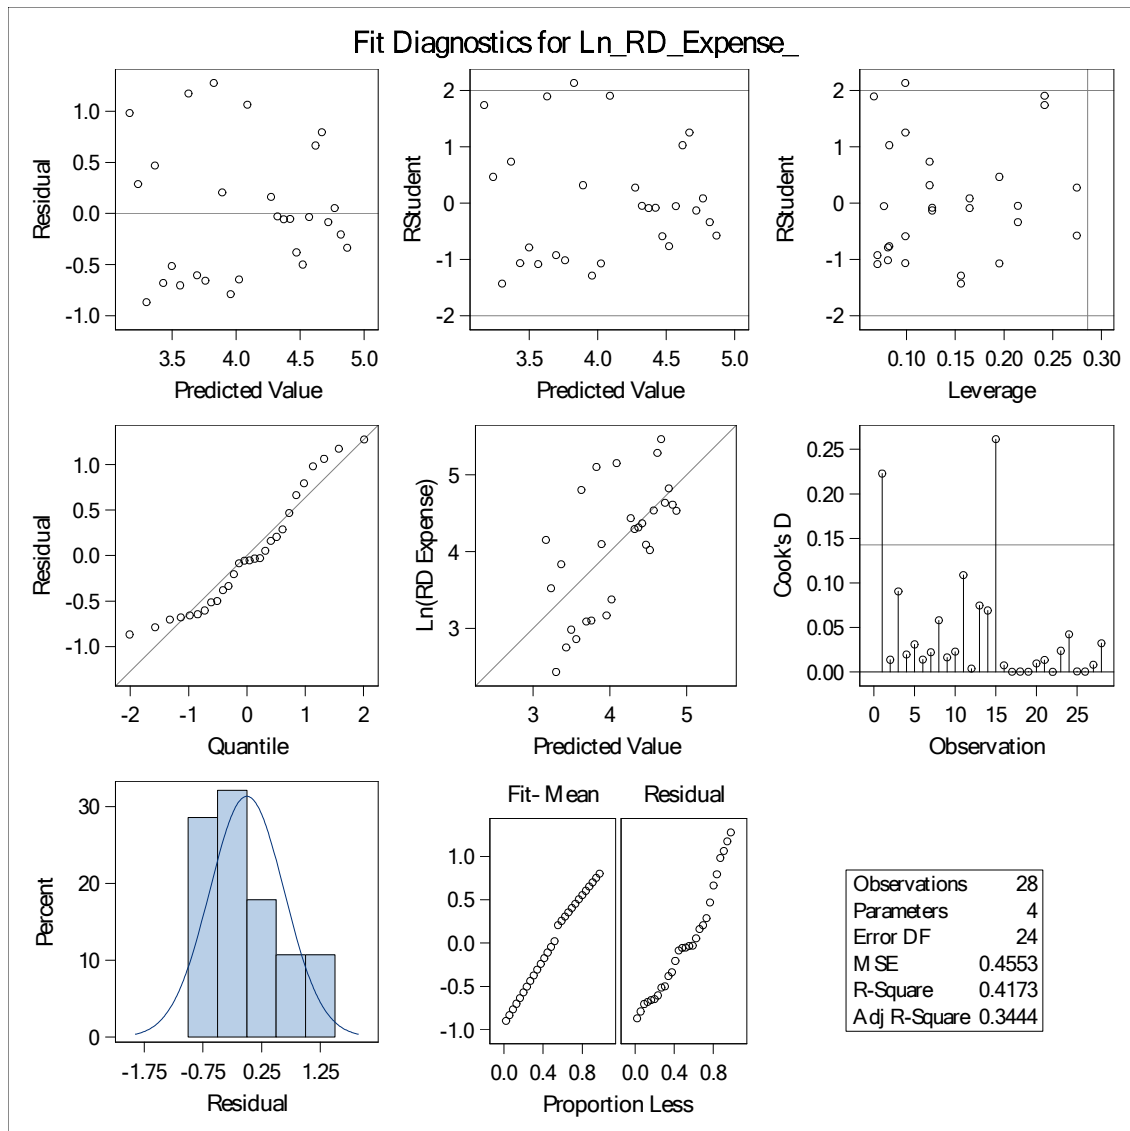 Fit Diagnostics for Ln_RD_Expense_
1.0
0.5
0.0
-0.5
-1.0
Residual
3.5 4.0 4.5 5.0
Predicted Value
2
1
0
-1
-2
RStudent
3.5 4.0 4.5 5.0
Predicted Value
2
1
0
-1
-2
RStudent
0.10 0.15 0.20 0.25 0.30
Leverage
1.0
0.5
0.0
-0.5
-1.0
Residual
-2 -1 0 1 2
Quantile
5
4
3
Ln(RD Expense)
3 4 5
Predicted Value
0.25
0.20
0.15
0.10
0.05
0.00
Cook's D
0 5 10 15 20 25
Observation
30
20
10
0
Percent
-1.75 -0.75 0.25 1.25
Residual
Fit-Mean Residual
1.0
0.5
0.0
-0.5
-1.0
0.0 0.4 0.8 0.0 0.4 0.8
Proportion Less
Observations 28
Parameters 4
Error DF 24
MSE 0.4553
R-Square 0.4173
Adj R-Square 0.3444